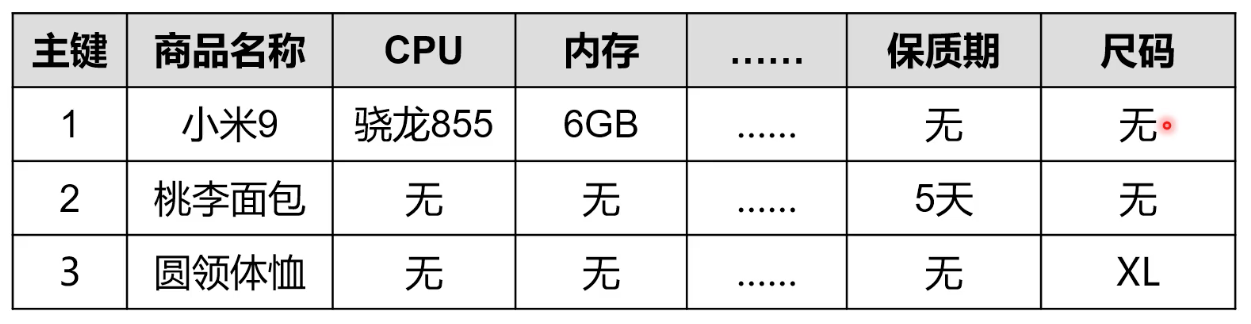 主键 商品名称 CPU 内存 …… 保质期 尺码
1 小米9 骁龙855 6GB …… 无 无
2 桃李面包 无 无 …… 5天 无
3 圆领体恤 无 无 …… 无 XL